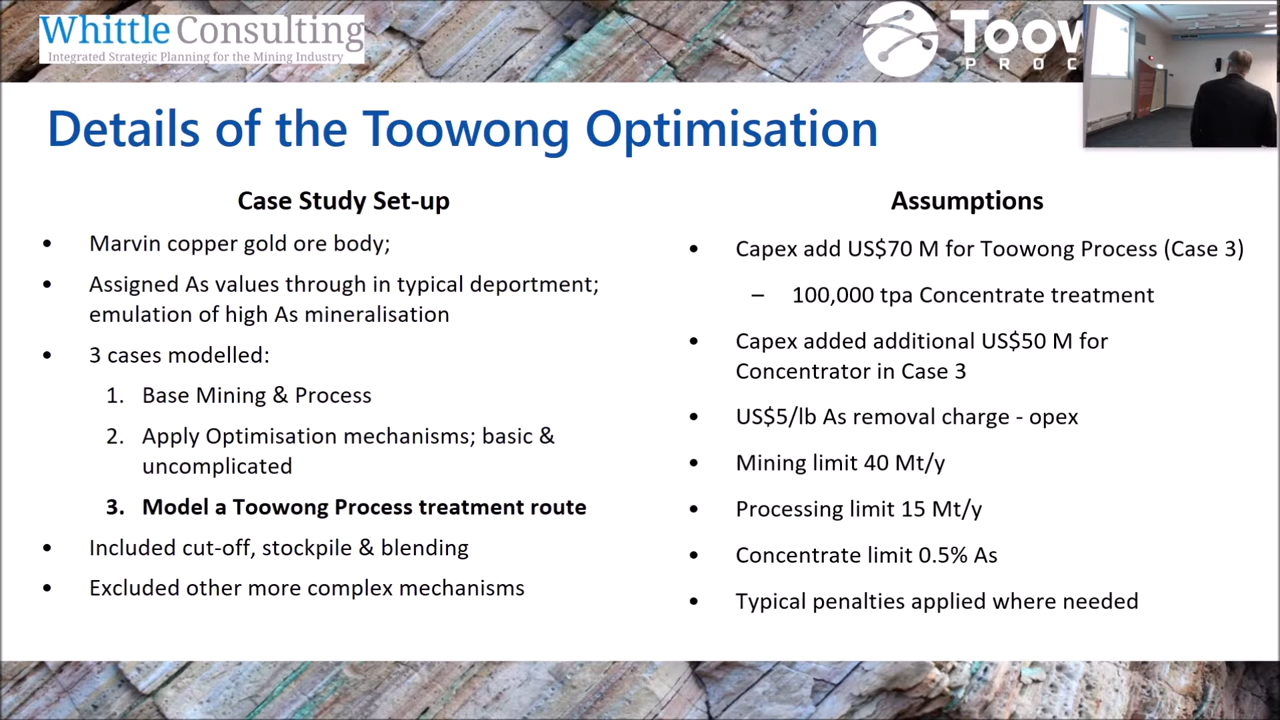 Whittle Consulting
Integrated Strategic Planning for the Mining Industry
Details of the Toowong Optimisation
Case Study Set-up
• Marvin copper gold ore body;
• Assigned As values through in typical deportment;
emulation of high As mineralisation
• 3 cases modelled:
1. Base Mining & Process
2. Apply Optimisation mechanisms; basic &
uncomplicated
3. Model a Toowong Process treatment route
• Included cut-off, stockpile & blending
• Excluded other more complex mechanisms
Assumptions
• Capex add US$70 M for Toowong Process (Case 3)
– 100,000 tpa Concentrate treatment
• Capex added additional US$50 M for
Concentrator in Case 3
• US$5/lb As removal charge - opex
• Mining limit 40 Mt/y
• Processing limit 15 Mt/y
• Concentrate limit 0.5% As
• Typical penalties applied where needed